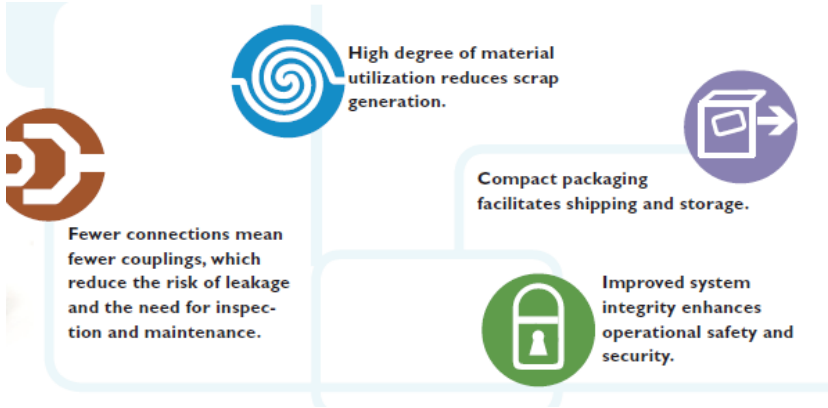 High degree of material
utilization reduces scrap
generation.
Compact packaging
facilitates shipping and storage.
Fewer connections mean
fewer couplings, which
reduce the risk of leakage
and the need for inspec-
tion and maintenance.
Improved system
integrity enhances
operational safety and
security.